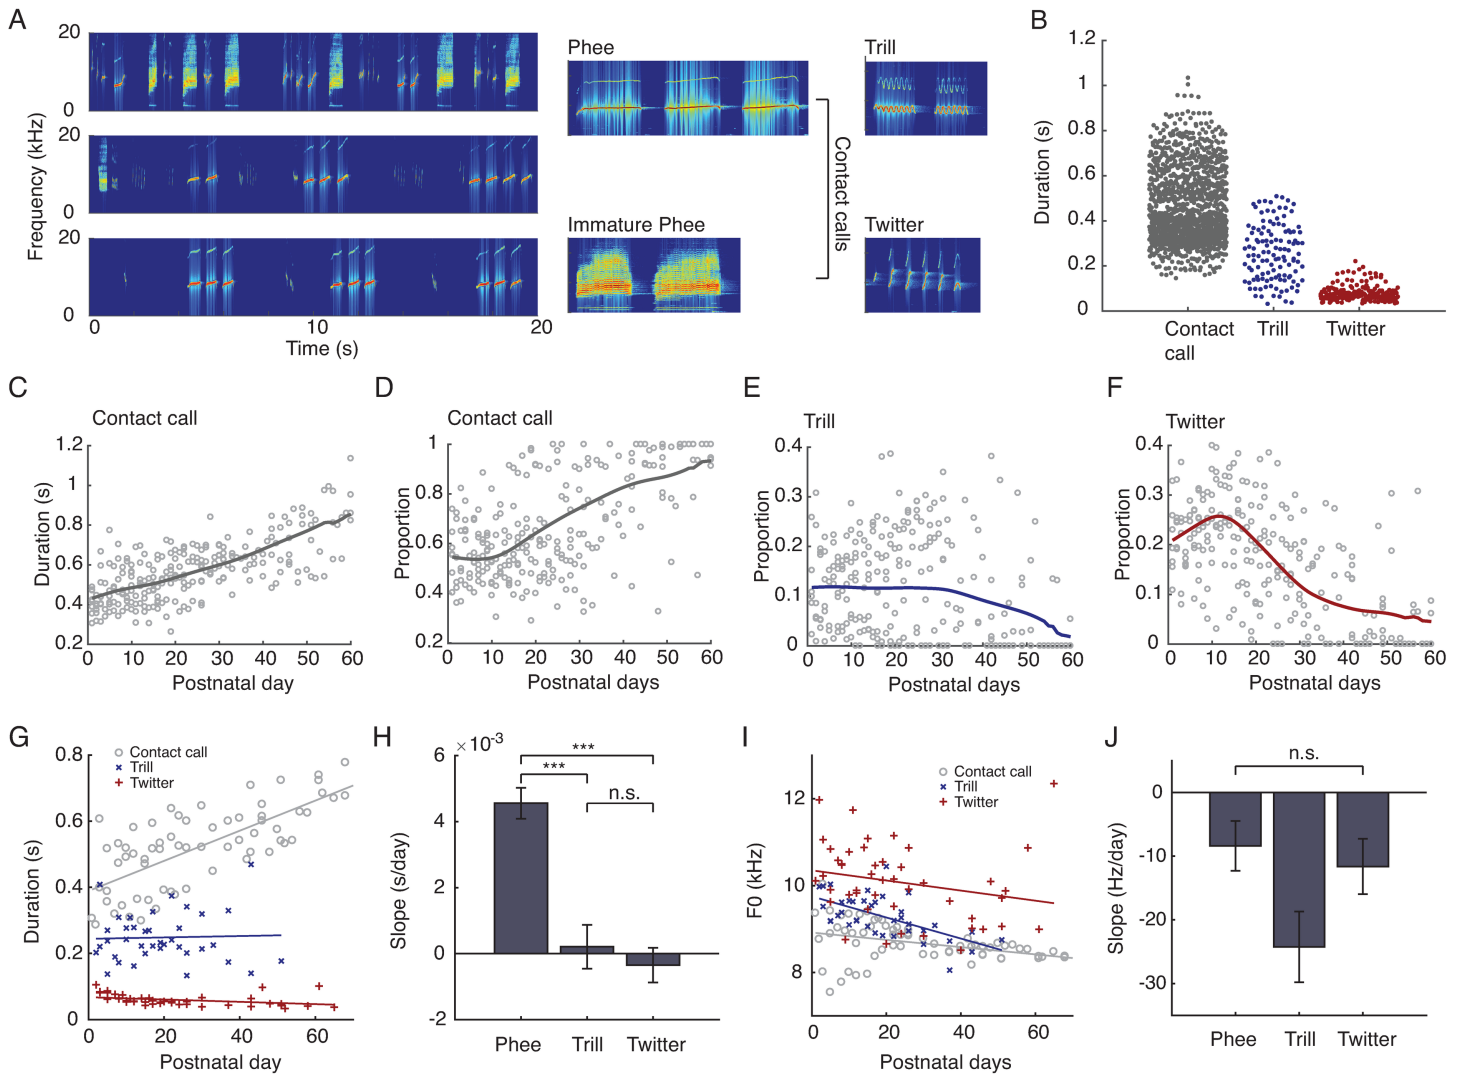 A
20
10
0
20
10
0
20
10
0
Frequency (kHz)
0
10
20
Time (s)
Phee
Trill
Immature Phee
Twitter
Contact calls
B
1.2
1
0.8
0.6
0.4
0.2
0
Duration (s)
Contact call
Trill
Twitter
C
Contact call
1.2
1
0.8
0.6
0.4
0.2
Duration (s)
0 10 20 30 40 50 60
Postnatal day
D
Contact call
1
0.8
0.6
0.4
0.2
Proportion
0 10 20 30 40 50 60
Postnatal days
E
Trill
0.4
0.3
0.2
0.1
0
Proportion
0 10 20 30 40 50 60
Postnatal days
F
Twitter
0.4
0.3
0.2
0.1
0
Proportion
0 10 20 30 40 50 60
Postnatal days
G
Contact call
Trill
Twitter
0.8
0.6
0.4
0.2
0
Duration (s)
0 20 40 60
Postnatal day
H
×10-3
6
4
2
0
-2
Slope (s/day)
***
***
n.s.
Phee Trill Twitter
I
Contact call
Trill
Twitter
12
10
8
F0 (kHz)
0 20 40 60
Postnatal days
J
n.s.
0
-10
-20
-30
Slope (Hz/day)
Phee Trill Twitter